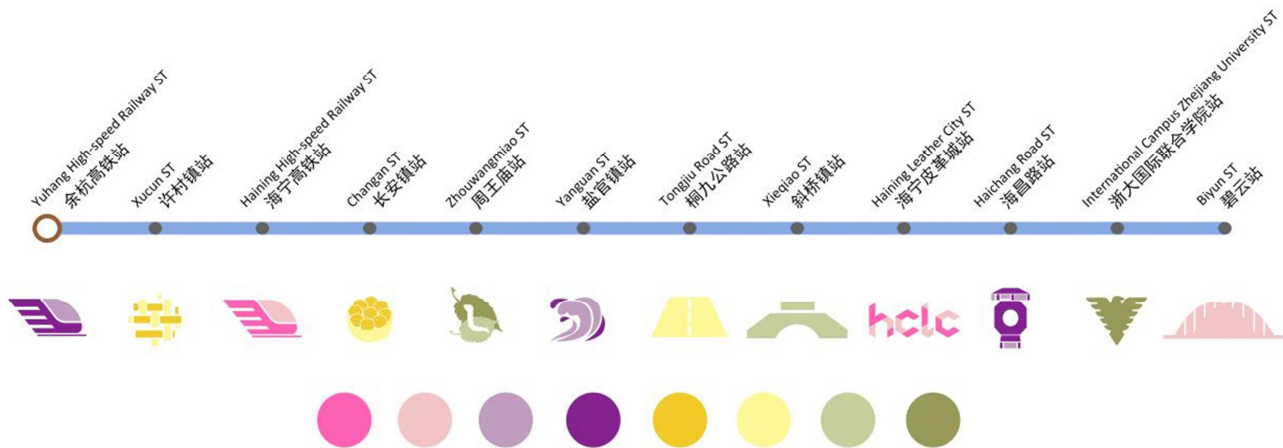 Yuhang High-speed Railway ST
余杭高铁站
Xucun ST
许村镇站
Haining High-speed Railway ST
海宁高铁站
Changan ST
长安镇站
Zhouwangmiao ST
周王庙站
Yanguan ST
盐官镇站
Tongjiu Road ST
桐九公路站
Xieqiao ST
斜桥镇站
Haining Leather City ST
海宁皮革城站
Haichang Road ST
海昌路站
International Campus Zhejiang University ST
浙大国际联合学院站
Biyun ST
碧云站
hclc